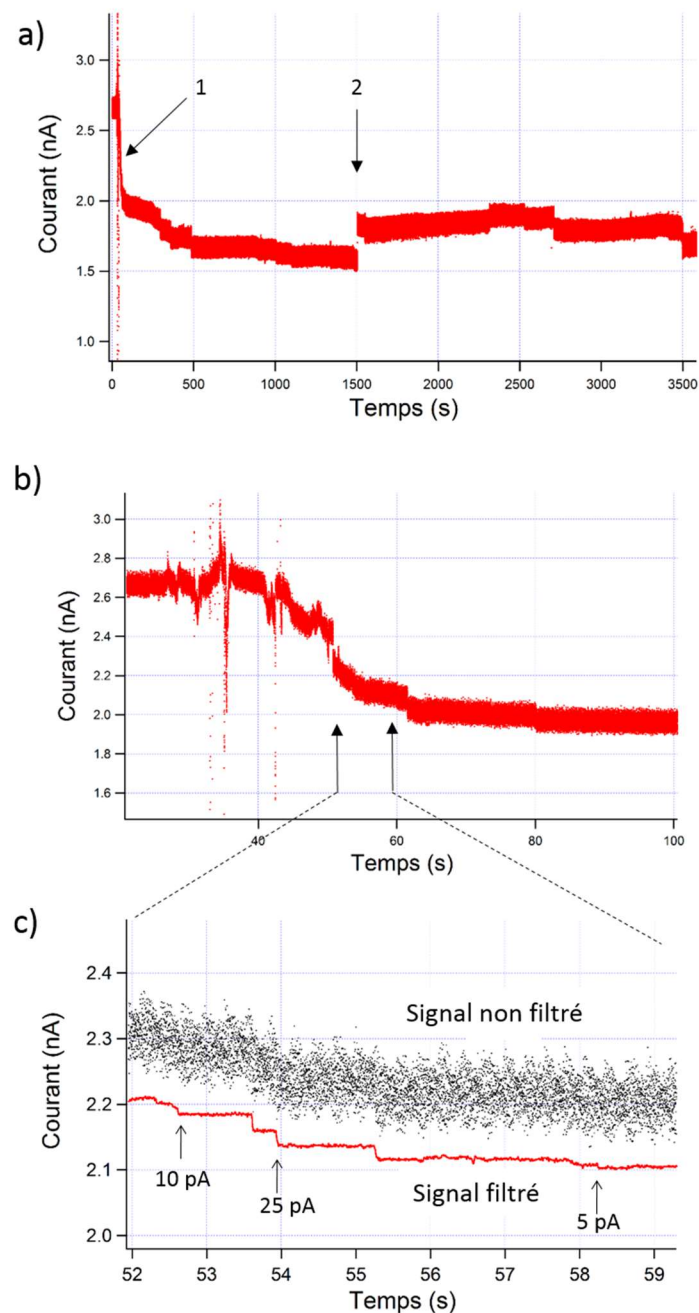 a)
Courant (nA)
3.0
2.5
2.0
1.5
1.0
1
2
0 500 1000 1500 2000 2500 3000 3500
Temps (s)
b)
Courant (nA)
3.0
2.8
2.6
2.4
2.2
2.0
1.8
1.6
40 60 80 100
Temps (s)
c)
Courant (nA)
2.4
2.3
2.2
2.1
2.0
Signal non filtré
10 pA
25 pA
Signal filtré
5 pA
52 53 54 55 56 57 58 59
Temps (s)